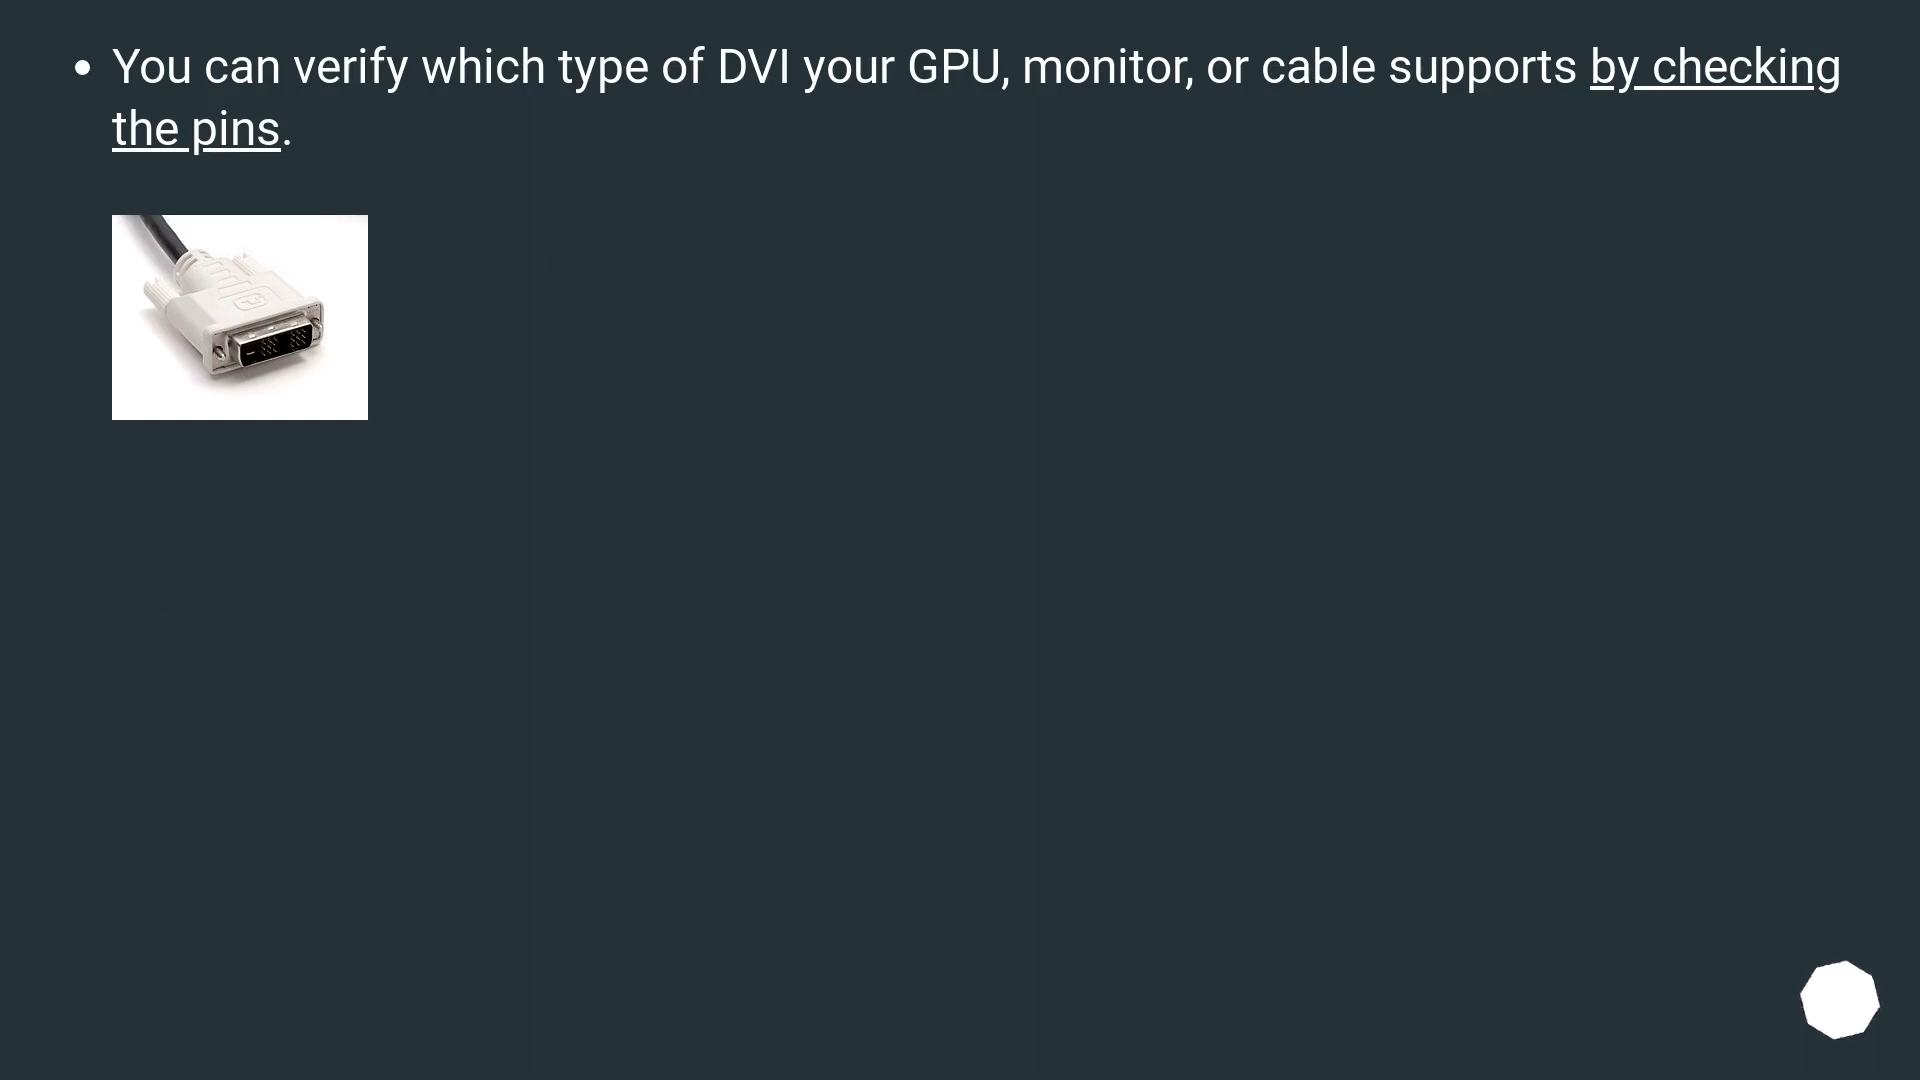 You can verify which type of DVI your GPU, monitor, or cable supports by checking
the pins.